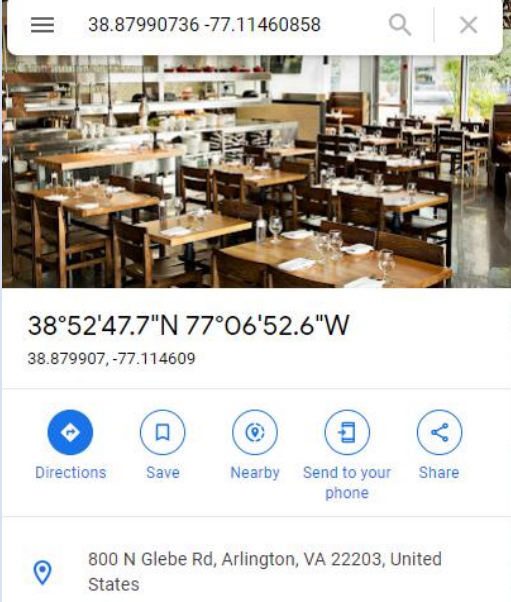 38.87990736 -77.11460858
38°52'47.7"N 77°06'52.6"W
38.879907, -77.114609
Directions
Save
Nearby
Send to your
phone
Share
800 N Glebe Rd, Arlington, VA 22203, United
States